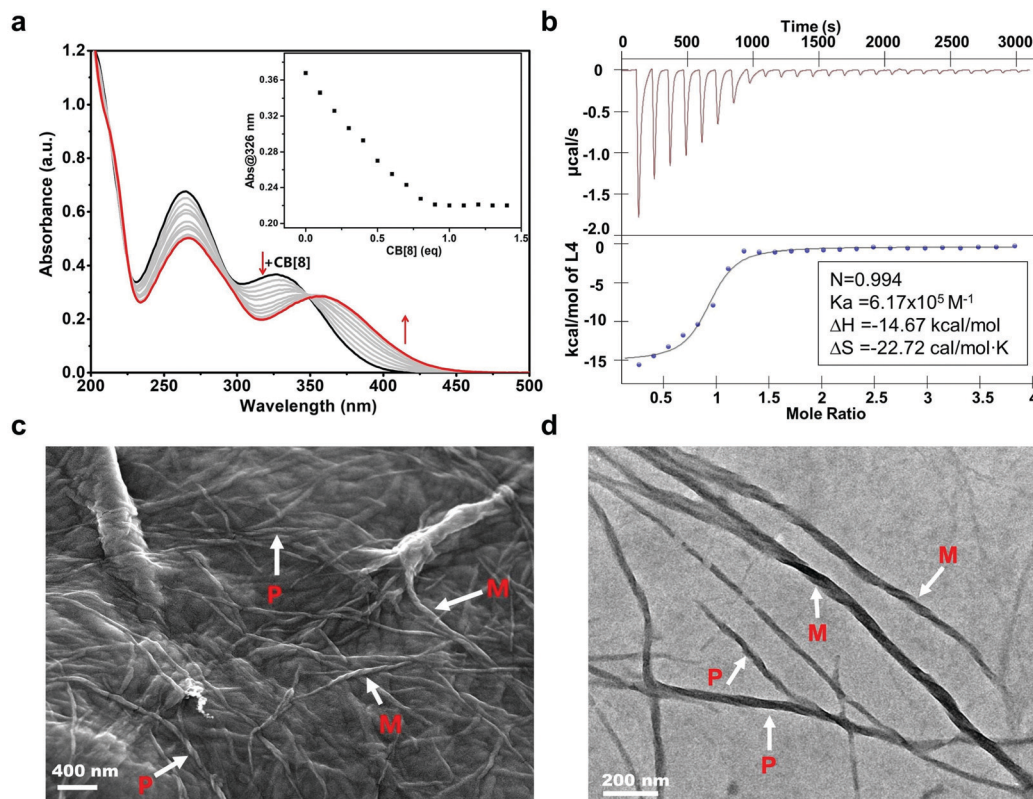 a
1.2
1.0
0.8
0.6
0.4
0.2
0.0
Absorbance (a.u.)
200 250 300 350 400 450 500
Wavelength (nm)
+CB[8]
0.36
0.32
0.28
0.24
0.20
Abs@326 nm
0.0 0.5 1.0 1.5
CB[8] (eq)
b
Time (s)
0 500 1000 1500 2000 2500 3000
0
-0.5
-1.0
-1.5
-2.0
µcal/s
0
-5
-10
-15
kcal/mol of L4
N=0.994
Ka =6.17x10⁵ M⁻¹
ΔH =-14.67 kcal/mol
ΔS =-22.72 cal/mol·K
0.5 1 1.5 2 2.5 3 3.5 4
Mole Ratio
c
P
M
M
P
400 nm
d
M
M
P
P
200 nm